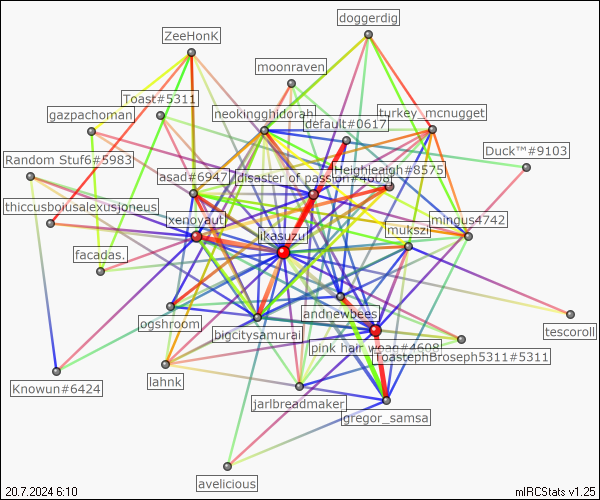 doggerdig
ZeeHonK
moonraven
Toast#5311
gazpachoman
neokingghidorah
turkey_mcnugget
default#0617
Duck™#9103
Random Stuf6#5983
Heighleigh#8575
asad#6947
disaster of passion#4608
thiccusboiusalexusjoneus
xenoyaut
mingus4742
mukszi
ikasuzu
facadas.
andnewbees
ogshroom
tescoroll
bigcitysamurai
pink hair woag#4608
Toastephbroseph5311#5311
Knowun#6424
lahnk
jarlbreadmaker
gregor_samsa
avelicious
20.7.2024 6:10
mIRCStats v1.25